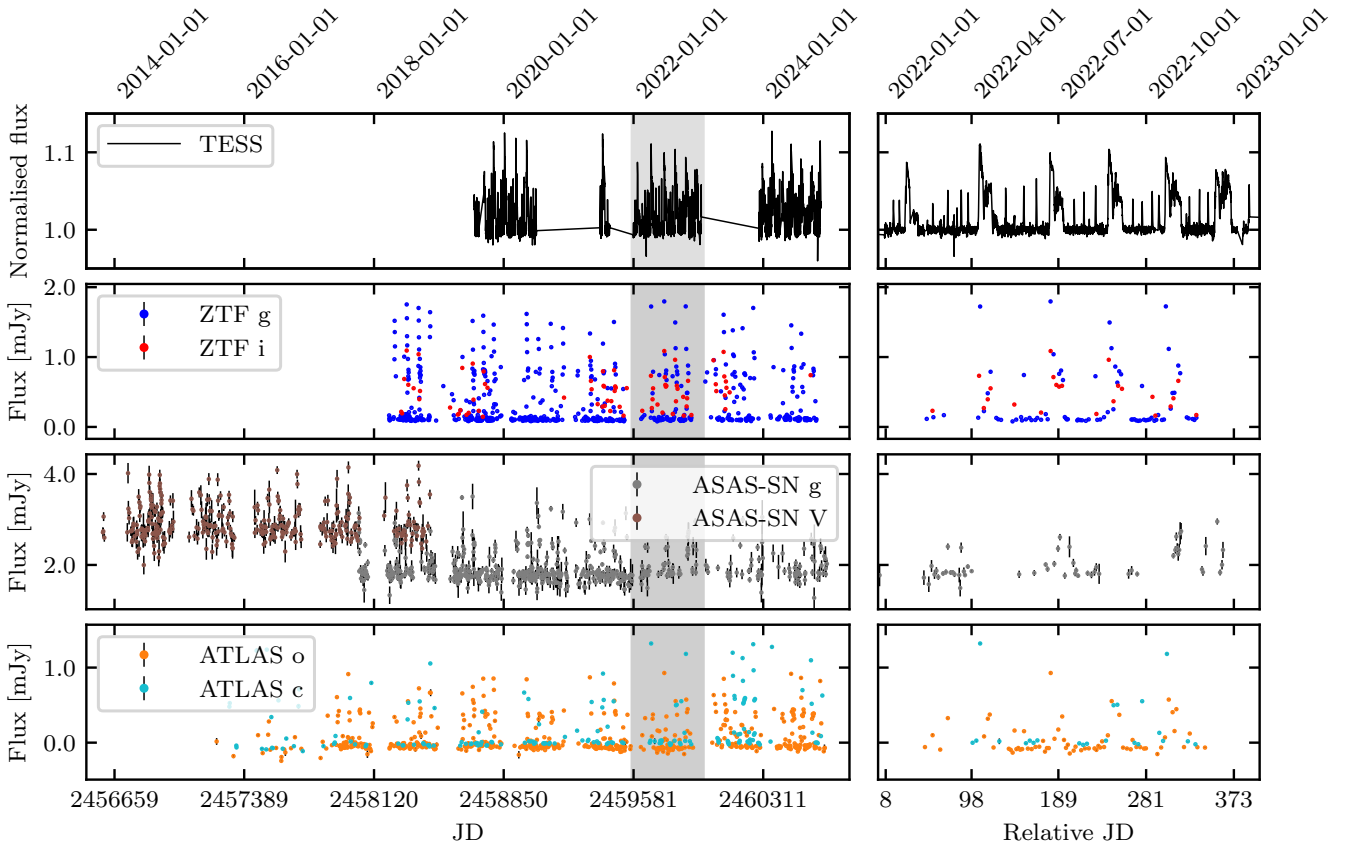 2014-01-01 2016-01-01 2018-01-01 2020-01-01 2022-01-01 2024-01-01 2022-01-01 2022-04-01 2022-07-01 2022-10-01 2023-01-01
Normalised flux
1.1
1.0
TESS
Flux [mJy]
2.0
1.0
0.0
ZTF g
ZTF i
Flux [mJy]
4.0
2.0
ASAS-SN g
ASAS-SN V
Flux [mJy]
1.0
0.0
ATLAS o
ATLAS c
2456659 2457389 2458120 2458850 2459581 2460311 8 98 189 281 373
JD Relative JD